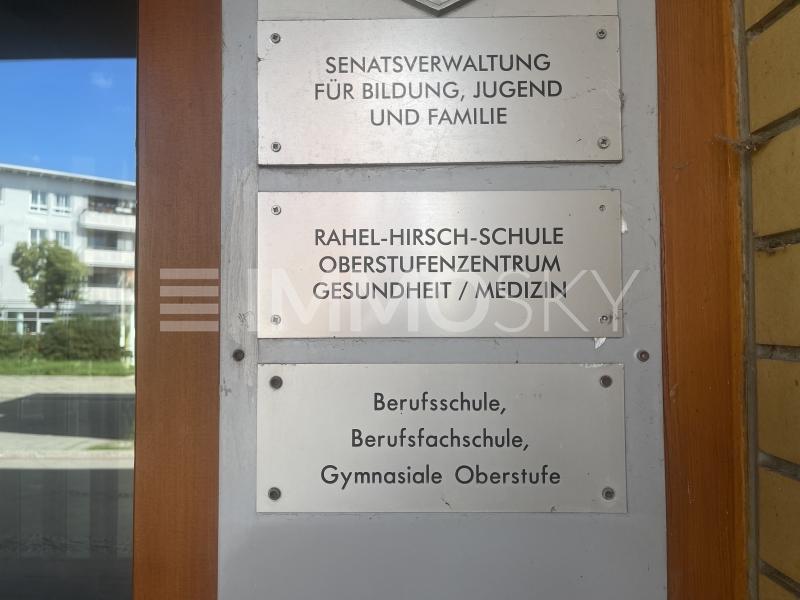 SENATSVERWALTUNG
FÜR BILDUNG, JUGEND
UND FAMILIE
RAHEL-HIRSCH-SCHULE
OBERSTUFENZENTRUM
GESUNDHEIT / MEDIZIN
IMMOSKY
Berufsschule,
Berufsfachschule,
Gymnasiale Oberstufe